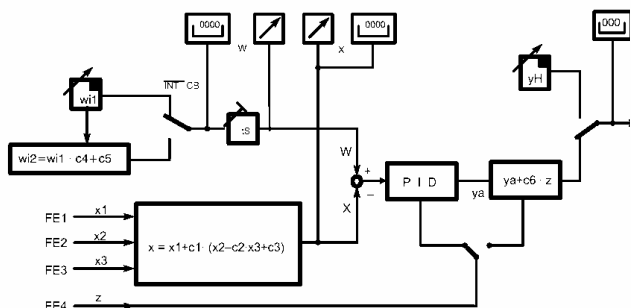 0000
0000
000
W
x
wi1
INT CB
yH
:S
wi2=wi1 · c4+c5
W
+
P I D
ya
ya+c6 · z
−
X
FE1 x1
FE2 x2
FE3 x3
x = x1+c1· (x2−c2·x3+c3)
FE4 z